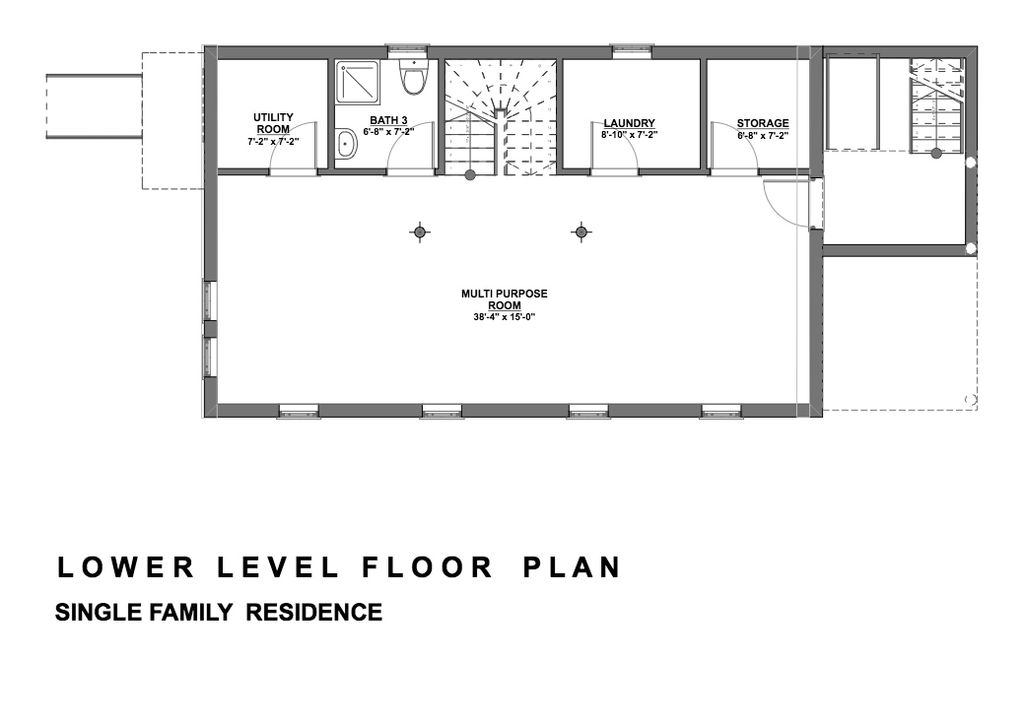 UTILITY
ROOM
7'-2" x 7'-2"
BATH 3
6'-8" x 7'-2"
LAUNDRY
8'-10" x 7'-2"
STORAGE
6'-8" x 7'-2"
MULTI PURPOSE
ROOM
38'-4" x 15'-0"
LOWER LEVEL FLOOR PLAN
SINGLE FAMILY RESIDENCE